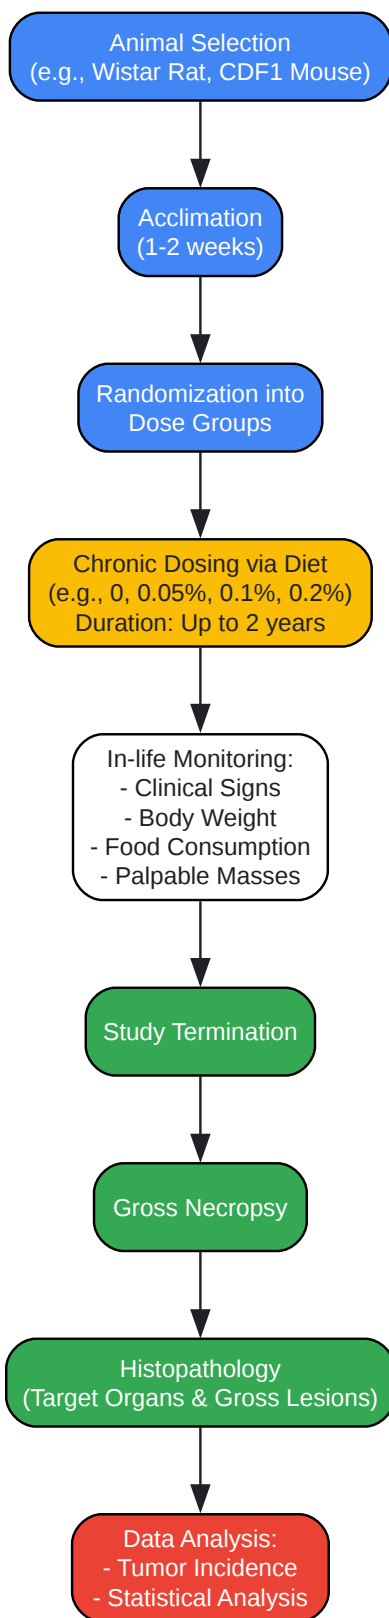 Animal Selection
(e.g., Wistar Rat, CDF1 Mouse)
Acclimation
(1-2 weeks)
Randomization into
Dose Groups
Chronic Dosing via Diet
(e.g., 0, 0.05%, 0.1%, 0.2%)
Duration: Up to 2 years
In-life Monitoring:
- Clinical Signs
- Body Weight
- Food Consumption
- Palpable Masses
Study Termination
Gross Necropsy
Histopathology
(Target Organs & Gross Lesions)
Data Analysis:
- Tumor Incidence
- Statistical Analysis